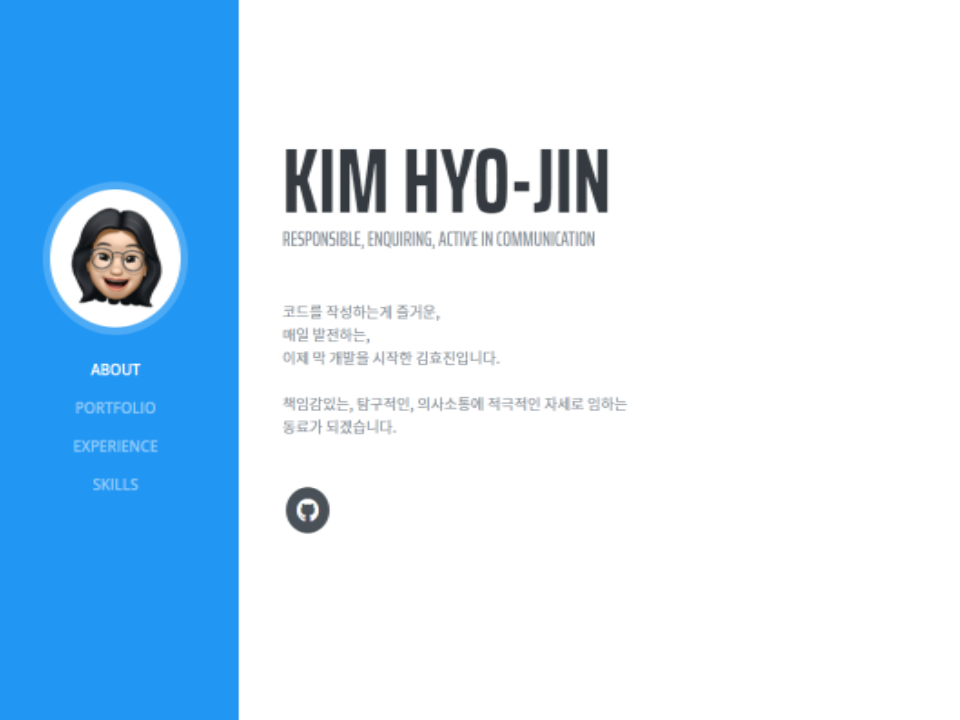 ABOUT
PORTFOLIO
EXPERIENCE
SKILLS
KIM HYO-JIN
RESPONSIBLE, ENQUIRING, ACTIVE IN COMMUNICATION
코드를 작성하는게 즐거운,
매일 발전하는,
이제 막 개발을 시작한 김효진입니다.
책임감있는, 탐구적인, 의사소통에 적극적인 자세로 임하는
동료가 되겠습니다.